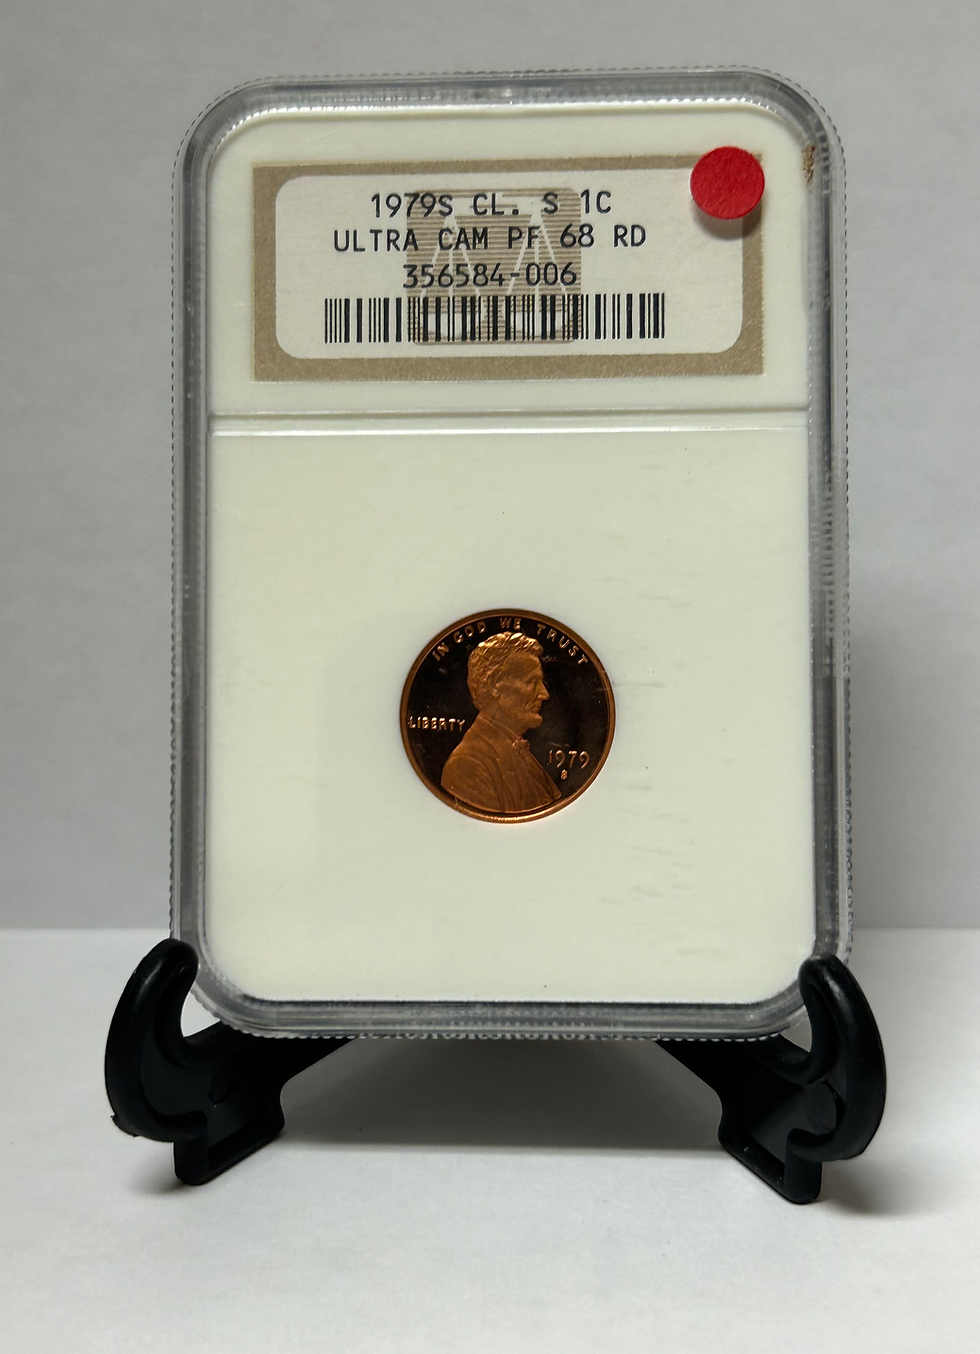 1979S CL. S 1C
ULTRA CAM PF 68 RD
356584-006
IN GOD WE TRUST
LIBERTY
1979
S